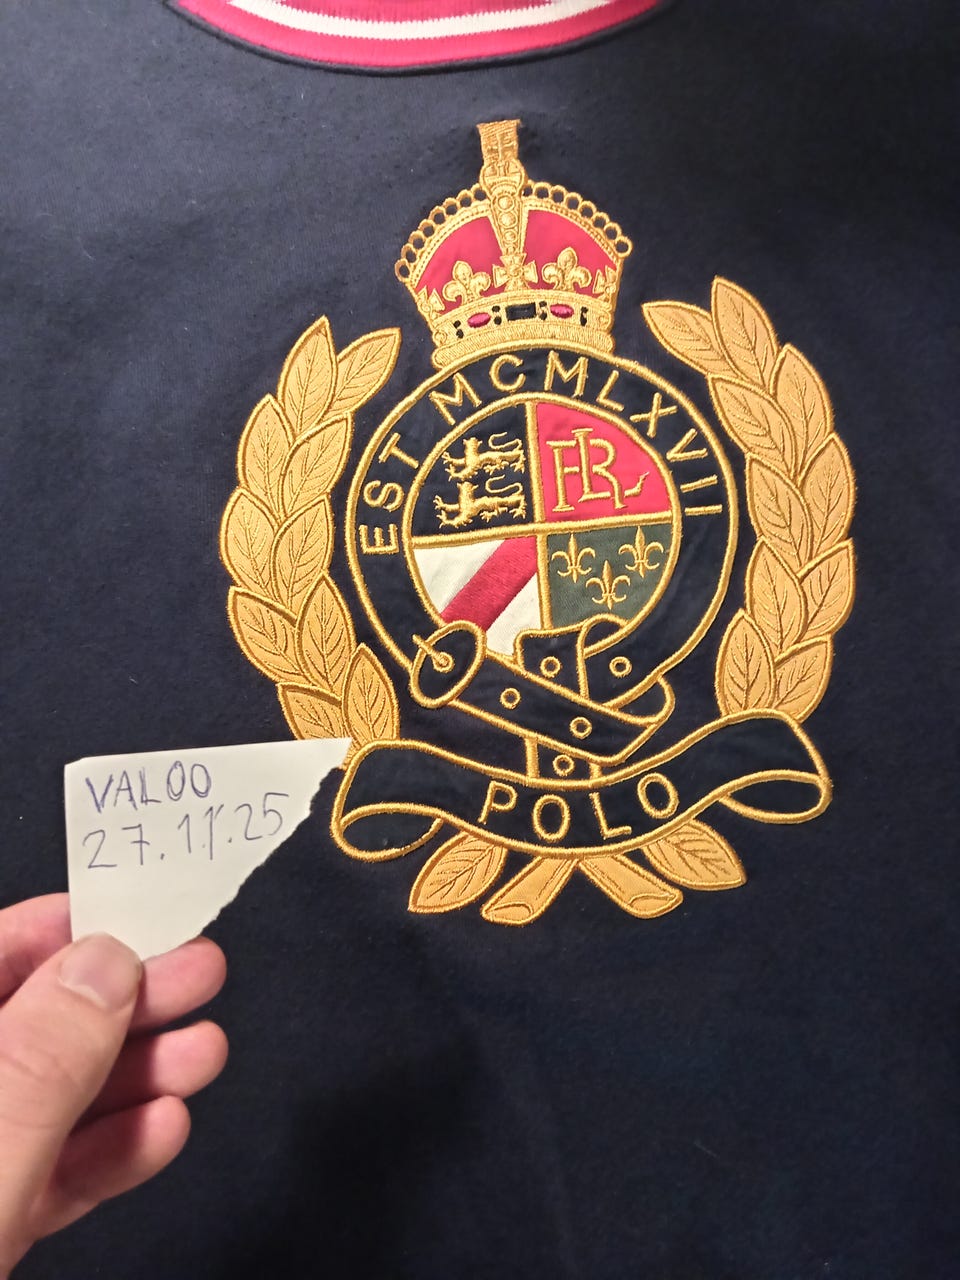 EST MCMLXVII
RL
POLO
VALOO
27.11.25